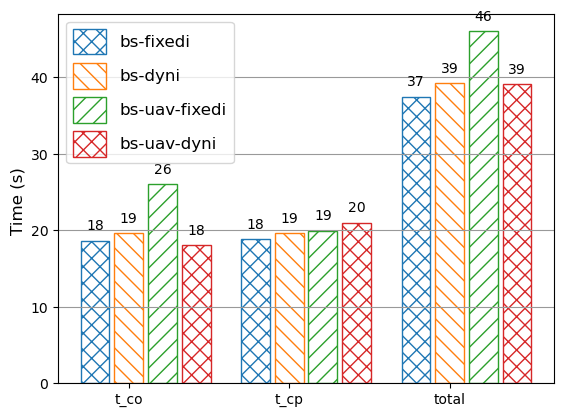 46
bs-fixedi
bs-dyni
bs-uav-fixedi
bs-uav-dyni
40
37 39 39
30
26
20
18 19 18
18 19 19 20
10
0
Time (s)
t_co t_cp total